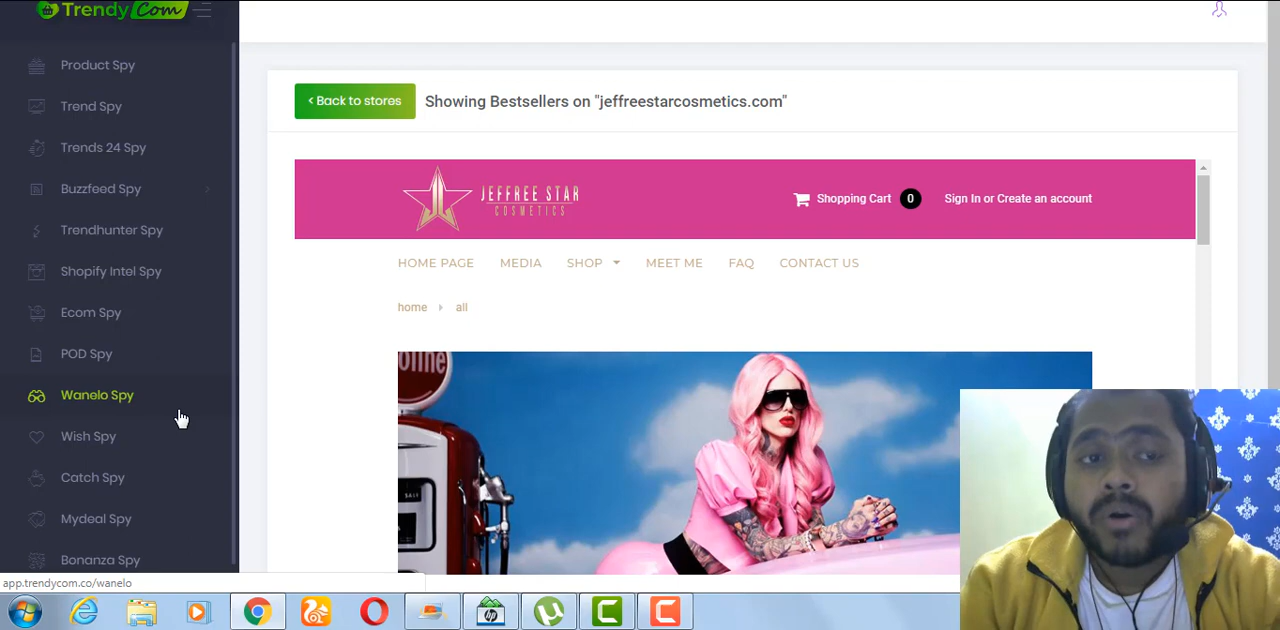 TrendyCom
Product Spy
Trend Spy
Trends 24 Spy
Buzzfeed Spy
Trendhunter Spy
Shopify Intel Spy
Ecom Spy
POD Spy
Wanelo Spy
Wish Spy
Catch Spy
Mydeal Spy
Bonanza Spy
app.trendycom.co/wanelo
< Back to stores
Showing Bestsellers on "jeffreestarcosmetics.com"
JEFFREE STAR
COSMETICS
Shopping Cart 0
Sign In or Create an account
HOME PAGE MEDIA SHOP MEET ME FAQ CONTACT US
home all
oline
SALE
hp